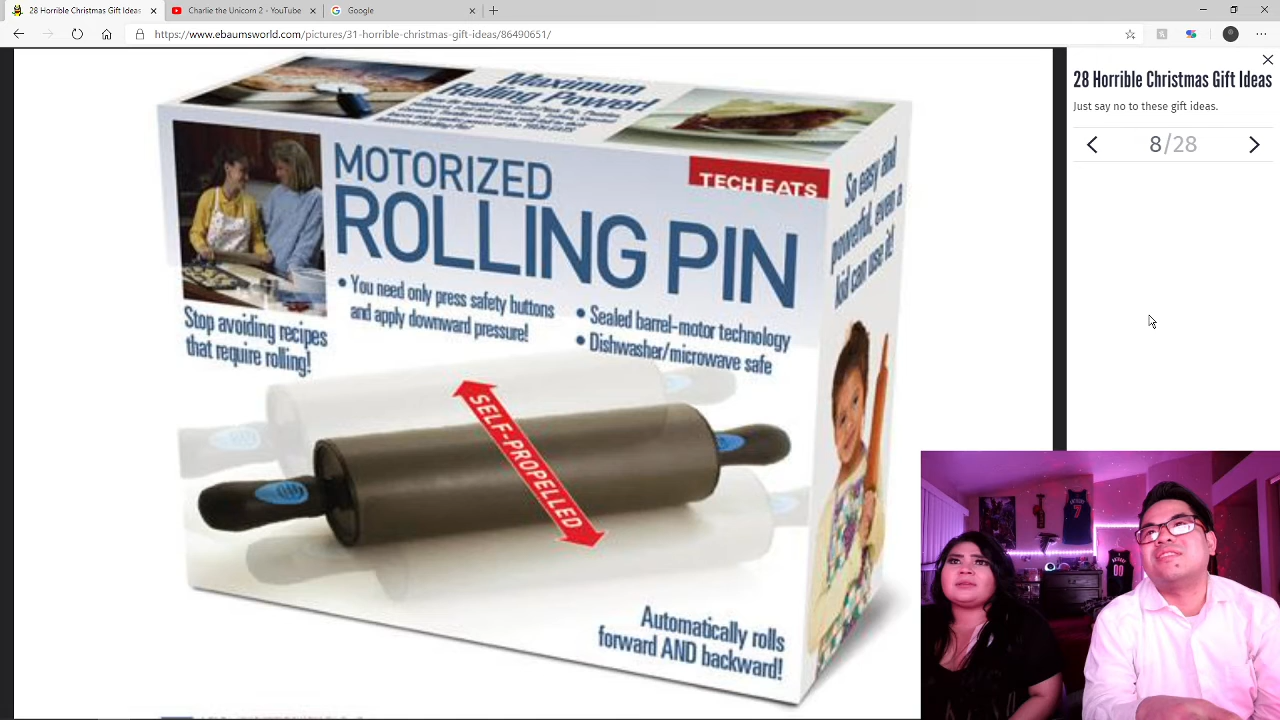 28 Horrible Christmas Gift Ideas
Charlie the Unicorn 2 - YouTube
Google
https://www.ebaumsworld.com/pictures/31-horrible-christmas-gift-ideas/86490651/
28 Horrible Christmas Gift Ideas
Just say no to these gift ideas.
8/28
Maximum
Rolling Power!
TECH EATS
MOTORIZED
ROLLING PIN
So easy and
powerful, even a
kid can use it!
• You need only press safety buttons
and apply downward pressure!
• Sealed barrel-motor technology
• Dishwasher/microwave safe
Stop avoiding recipes
that require rolling!
SELF-PROPELLED
Automatically rolls
forward AND backward!